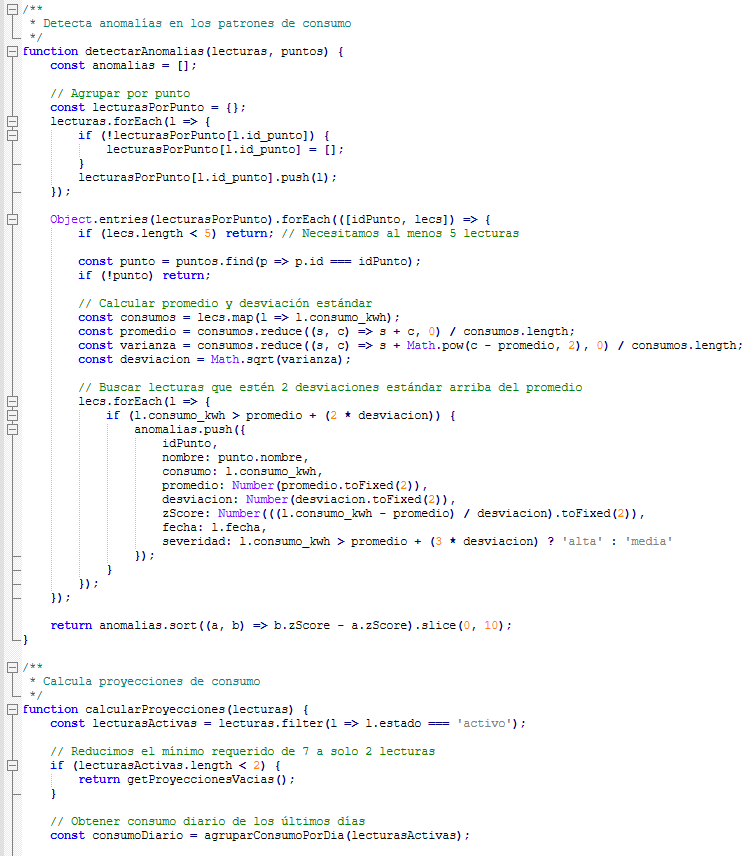 /**
 * Detecta anomalías en los patrones de consumo
 */
function detectarAnomalias(lecturas, puntos) {
    const anomalias = [];

    // Agrupar por punto
    const lecturasPorPunto = {};
    lecturas.forEach(l => {
        if (!lecturasPorPunto[l.id_punto]) {
            lecturasPorPunto[l.id_punto] = [];
        }
        lecturasPorPunto[l.id_punto].push(l);
    });

    Object.entries(lecturasPorPunto).forEach(([idPunto, lecs]) => {
        if (lecs.length < 5) return; // Necesitamos al menos 5 lecturas

        const punto = puntos.find(p => p.id === idPunto);
        if (!punto) return;

        // Calcular promedio y desviación estándar
        const consumos = lecs.map(l => l.consumo_kwh);
        const promedio = consumos.reduce((s, c) => s + c, 0) / consumos.length;
        const varianza = consumos.reduce((s, c) => s + Math.pow(c - promedio, 2), 0) / consumos.length;
        const desviacion = Math.sqrt(varianza);

        // Buscar lecturas que estén 2 desviaciones estándar arriba del promedio
        lecs.forEach(l => {
            if (l.consumo_kwh > promedio + (2 * desviacion)) {
                anomalias.push({
                    idPunto,
                    nombre: punto.nombre,
                    consumo: l.consumo_kwh,
                    promedio: Number(promedio.toFixed(2)),
                    desviacion: Number(desviacion.toFixed(2)),
                    zScore: Number(((l.consumo_kwh - promedio) / desviacion).toFixed(2)),
                    fecha: l.fecha,
                    severidad: l.consumo_kwh > promedio + (3 * desviacion) ? 'alta' : 'media'
                });
            }
        });
    });

    return anomalias.sort((a, b) => b.zScore - a.zScore).slice(0, 10);
}

/**
 * Calcula proyecciones de consumo
 */
function calcularProyecciones(lecturas) {
    const lecturasActivas = lecturas.filter(l => l.estado === 'activo');

    // Reducimos el mínimo requerido de 7 a solo 2 lecturas
    if (lecturasActivas.length < 2) {
        return getProyeccionesVacias();
    }

    // Obtener consumo diario de los últimos días
    const consumoDiario = agruparConsumoPorDia(lecturasActivas);